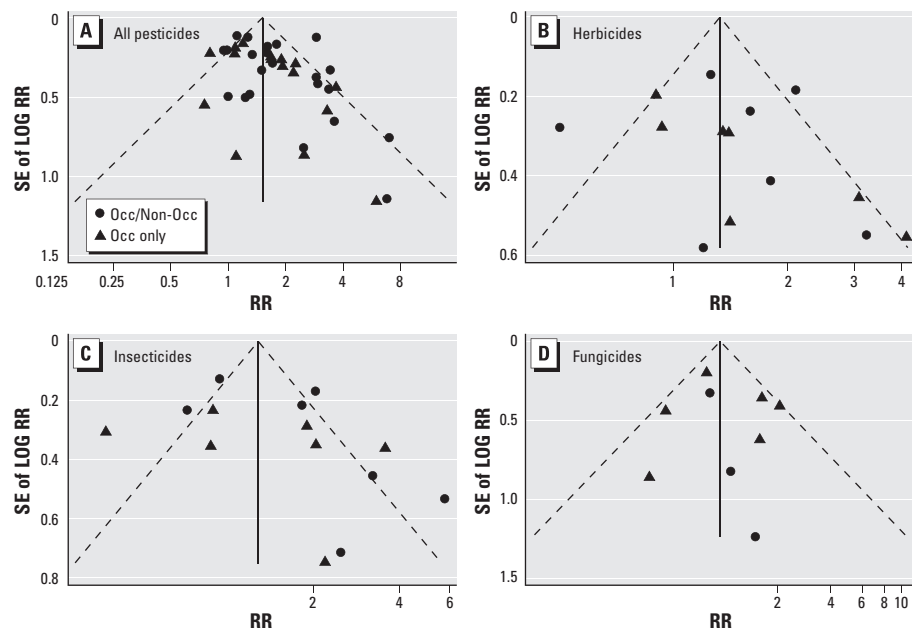 A All pesticides
0
0.5
1.0
1.5
SE of LOG RR
Occ/Non-Occ
Occ only
0.125 0.25 0.5 1 2 4 8
RR
B Herbicides
0
0.2
0.4
0.6
SE of LOG RR
1 2 3 4
RR
C Insecticides
0
0.2
0.4
0.6
0.8
SE of LOG RR
2 4 6
RR
D Fungicides
0
0.5
1.0
1.5
SE of LOG RR
2 4 6 8 10
RR